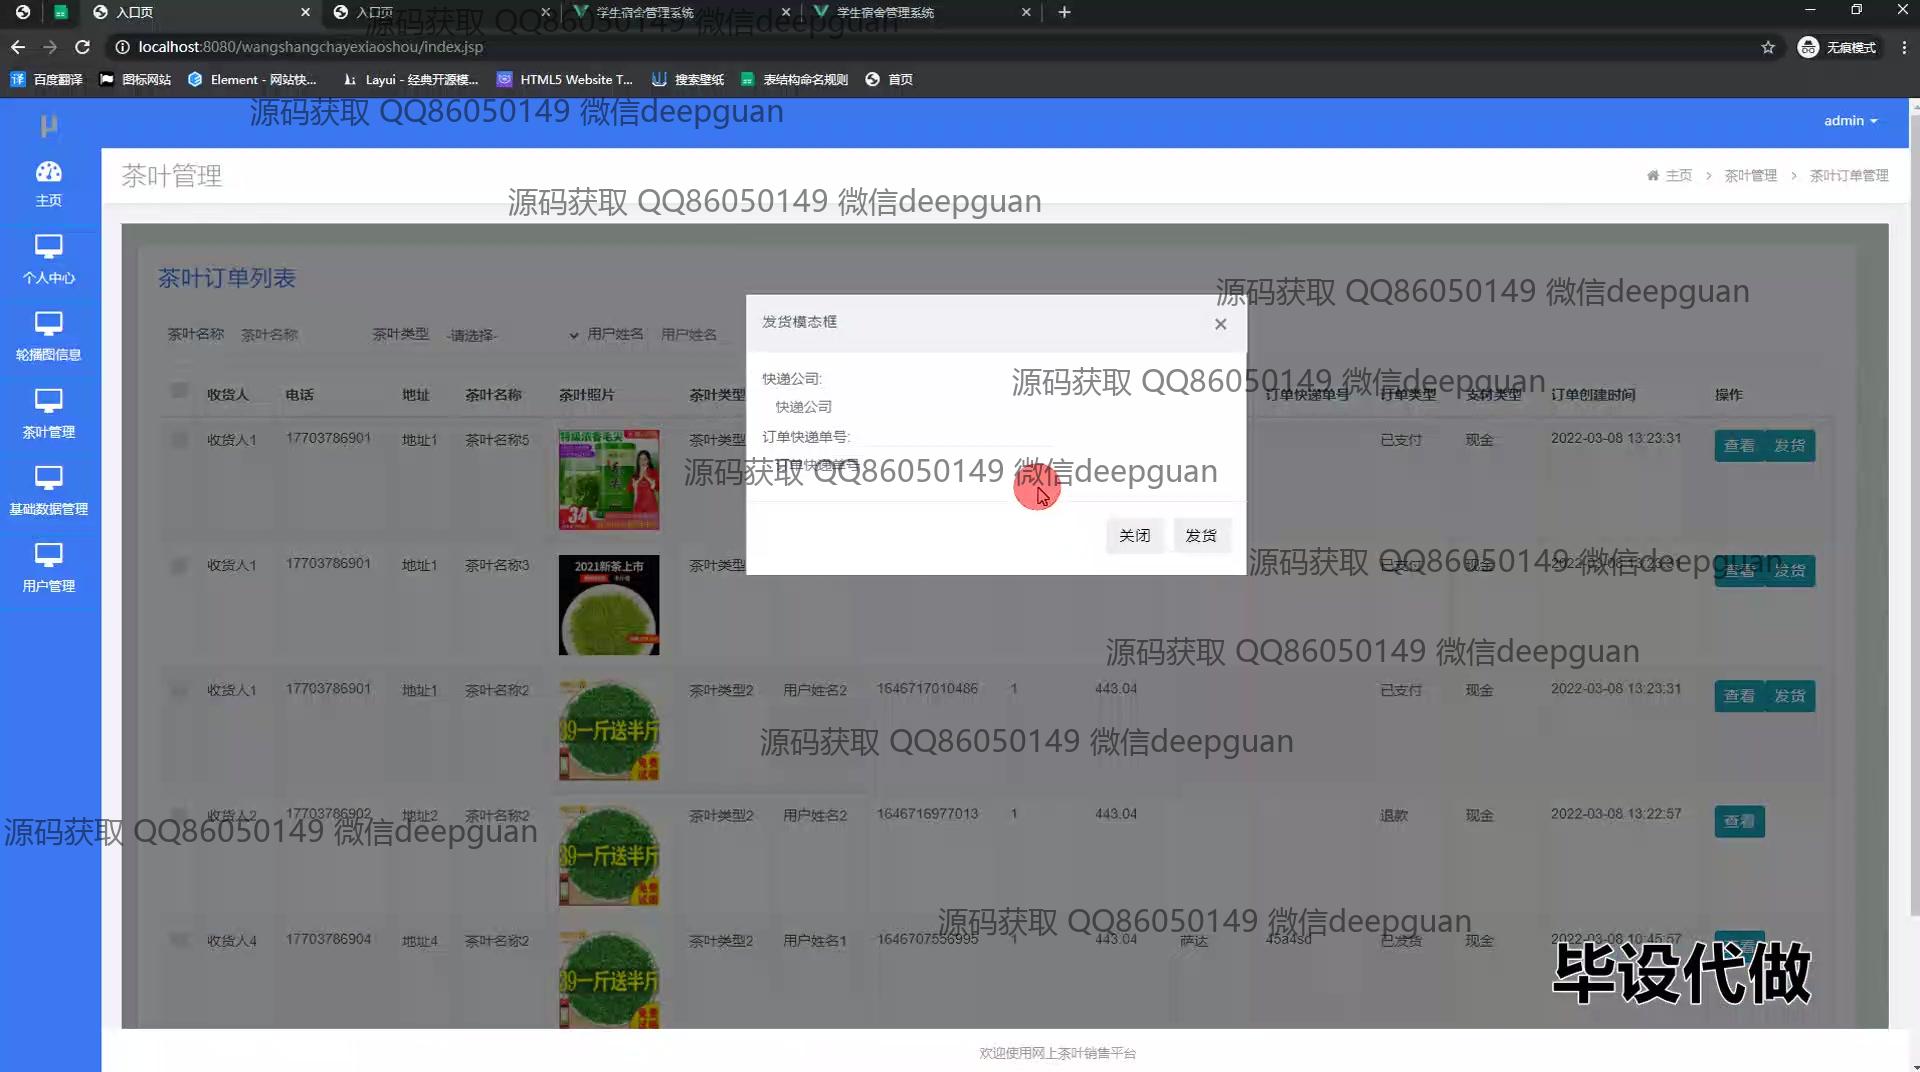 入口页
入口页
学生宿舍管理系统
学生宿舍管理系统
源码获取 QQ86050149 微信deepguan
localhost:8080/wangshangchayexiaoshou/index.jsp
无痕模式
百度翻译
图标网站
Element - 网站快...
Layui - 经典开源模...
HTML5 Website T...
搜索壁纸
表结构命名规则
首页
源码获取 QQ86050149 微信deepguan
admin
主页
个人中心
轮播图信息
茶叶管理
基础数据管理
用户管理
茶叶管理
主页 > 茶叶管理 > 茶叶订单管理
源码获取 QQ86050149 微信deepguan
茶叶订单列表
源码获取 QQ86050149 微信deepguan
茶叶名称 茶叶名称 茶叶类型 -请选择- 用户姓名 用户姓名
发货模态框
×
快递公司:
快递公司
订单快递单号:
订单快递单号
关闭 发货
源码获取 QQ86050149 微信deepguan
收货人 电话 地址 茶叶名称 茶叶照片 茶叶类型 订单快递单号 订单类型 支付类型 订单创建时间 操作
收货人1 17703786901 地址1 茶叶名称5 茶叶类型 已支付 现金 2022-03-08 13:23:31 查看 发货
34
源码获取 QQ86050149 微信deepguan
收货人1 17703786901 地址1 茶叶名称3 茶叶类型 已支付 现金 2022-03-08 13:23:31 查看 发货
2021新茶上市
源码获取 QQ86050149 微信deepguan
源码获取 QQ86050149 微信deepguan
收货人1 17703786901 地址1 茶叶名称2 茶叶类型2 用户姓名2 1646717010486 1 443.04 已支付 现金 2022-03-08 13:23:31 查看 发货
39一斤送半斤
源码获取 QQ86050149 微信deepguan
收货人2 17703786902 地址2 茶叶名称2 茶叶类型2 用户姓名2 1646716977013 1 443.04 退款 现金 2022-03-08 13:22:57 查看
39一斤送半斤
源码获取 QQ86050149 微信deepguan
收货人4 17703786904 地址4 茶叶名称2 茶叶类型2 用户姓名1 1646707556995 1 443.04 萨达 45a4sd 已发货 现金 2022-03-08 10:45:57 查看
39一斤送半斤
源码获取 QQ86050149 微信deepguan
毕设代做
欢迎使用网上茶叶销售平台